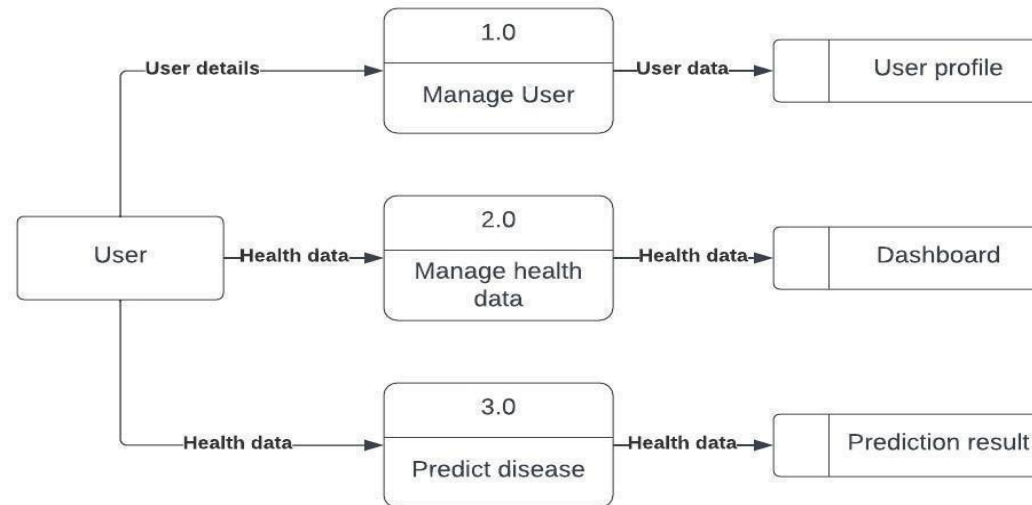 1.0
User details
Manage User
User data
User profile
User
Health data
2.0
Manage health
data
Health data
Dashboard
Health data
3.0
Predict disease
Health data
Prediction result